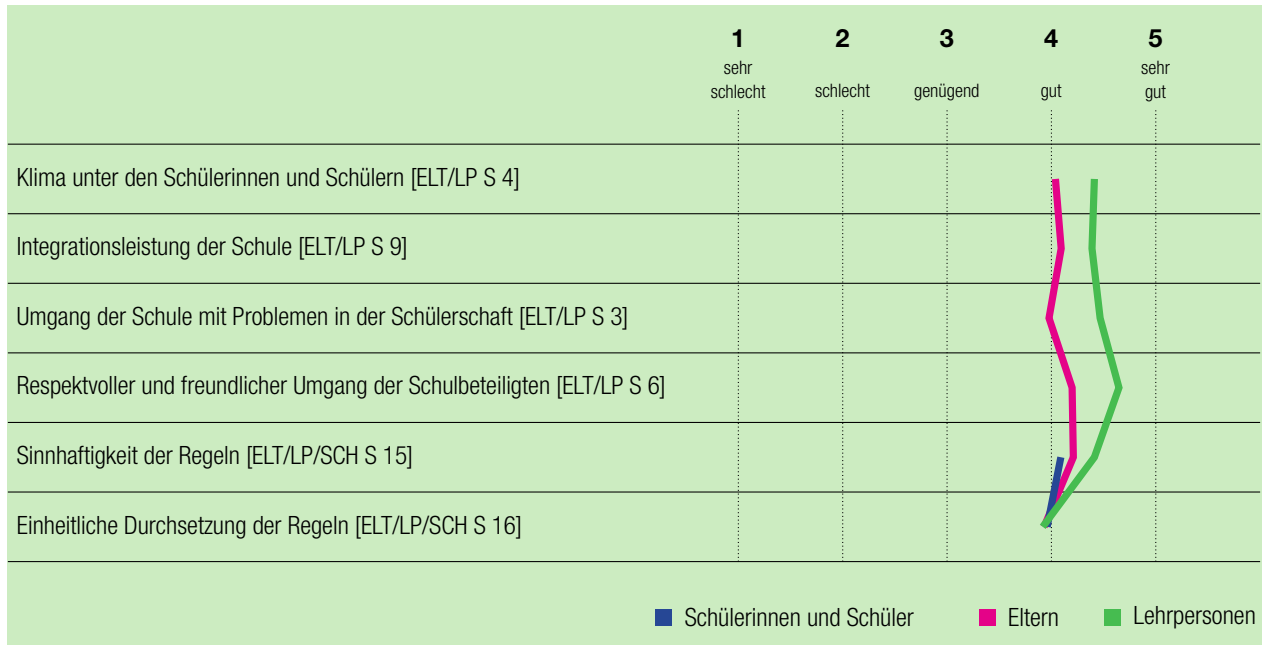 1 2 3 4 5
sehr schlecht schlecht genügend gut sehr gut
Klima unter den Schülerinnen und Schülern [ELT/LP S 4]
Integrationsleistung der Schule [ELT/LP S 9]
Umgang der Schule mit Problemen in der Schülerschaft [ELT/LP S 3]
Respektvoller und freundlicher Umgang der Schulbeteiligten [ELT/LP S 6]
Sinnhaftigkeit der Regeln [ELT/LP/SCH S 15]
Einheitliche Durchsetzung der Regeln [ELT/LP/SCH S 16]
Schülerinnen und Schüler Eltern Lehrpersonen